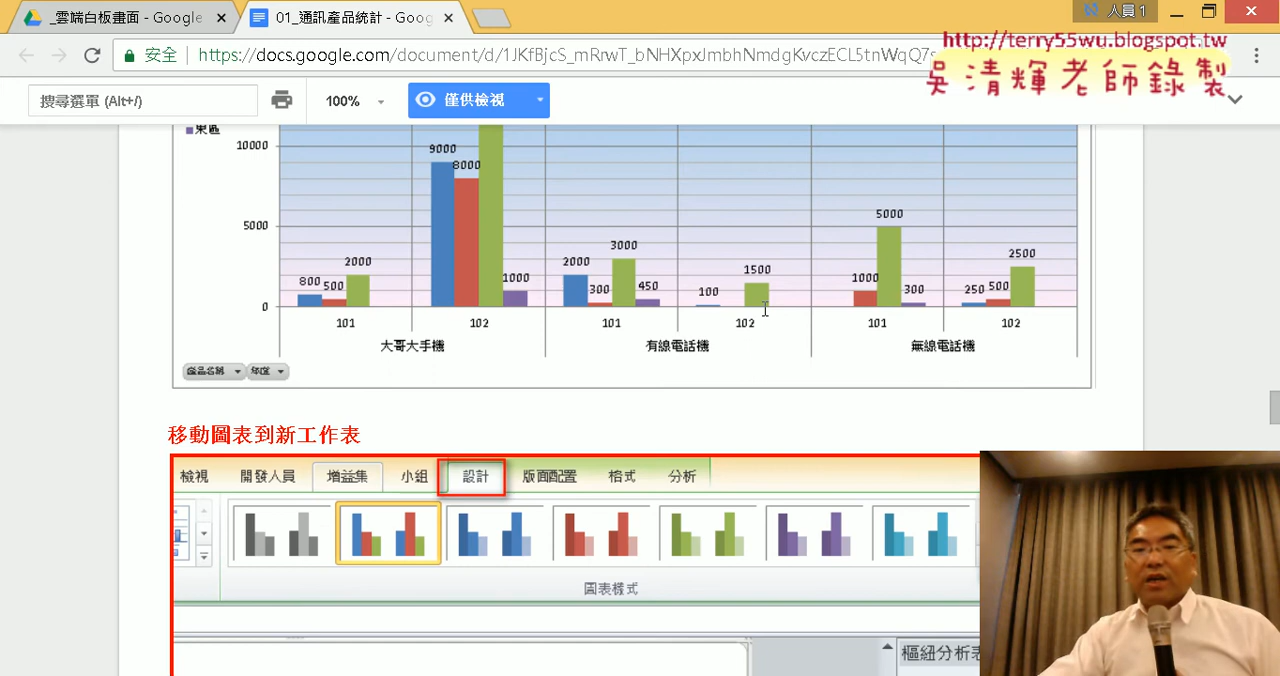 _雲端白板畫面 - Google
01_通訊產品統計 - Goog
人員 1
安全
https://docs.google.com/document/d/1JKfBjcS_mRrwT_bNHXpxJmbhNmdgKvczECL5tnWqQ7s
http://terry55wu.blogspot.tw
吳清輝老師錄製
搜尋選單 (Alt+/)
100%
僅供檢視
東區
10000
5000
0
800 500 2000
9000 8000 1000
2000 300 3000 450
100 1500
1000 5000 300
250 500 2500
101 102 101 102 101 102
大哥大手機 有線電話機 無線電話機
產品名稱 年度
移動圖表到新工作表
檢視 開發人員 增益集 小組 設計 版面配置 格式 分析
圖表樣式
樞紐分析表